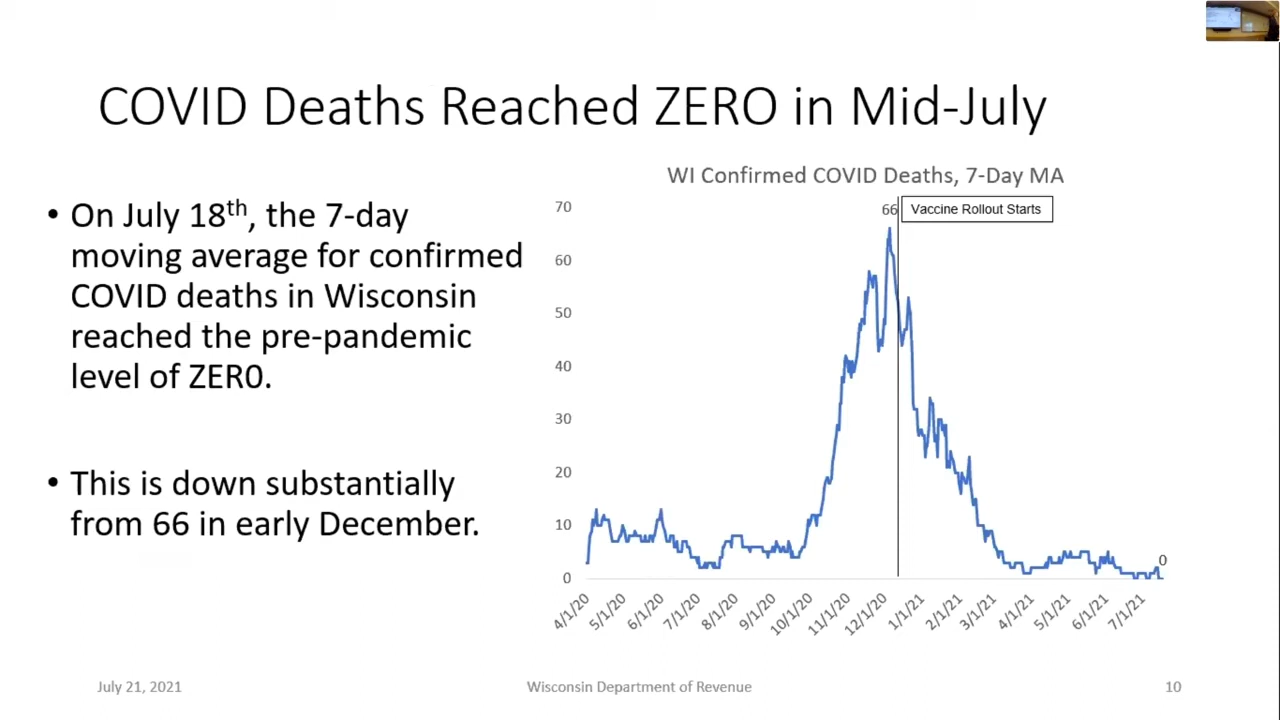 COVID Deaths Reached ZERO in Mid-July
• On July 18th, the 7-day
moving average for confirmed
COVID deaths in Wisconsin
reached the pre-pandemic
level of ZER0.
• This is down substantially
from 66 in early December.
WI Confirmed COVID Deaths, 7-Day MA
70
66
Vaccine Rollout Starts
60
50
40
30
20
10
0
0
4/1/20
5/1/20
6/1/20
7/1/20
8/1/20
9/1/20
10/1/20
11/1/20
12/1/20
1/1/21
2/1/21
3/1/21
4/1/21
5/1/21
6/1/21
7/1/21
July 21, 2021
Wisconsin Department of Revenue
10